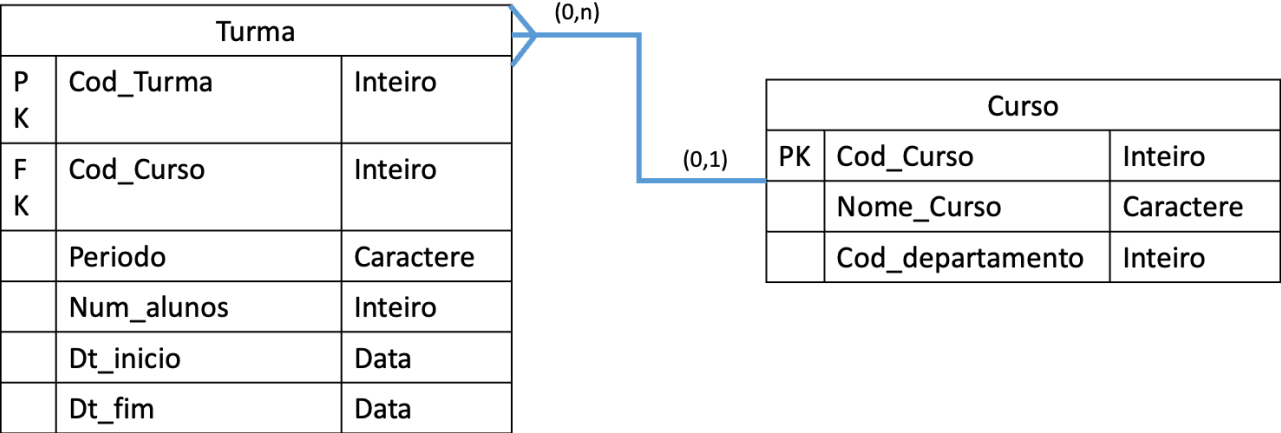 Turma
P
K
Cod_Turma Inteiro
F
K
Cod_Curso Inteiro
Periodo Caractere
Num_alunos Inteiro
Dt_inicio Data
Dt_fim Data
(0,n)
(0,1)
Curso
PK Cod_Curso Inteiro
Nome_Curso Caractere
Cod_departamento Inteiro